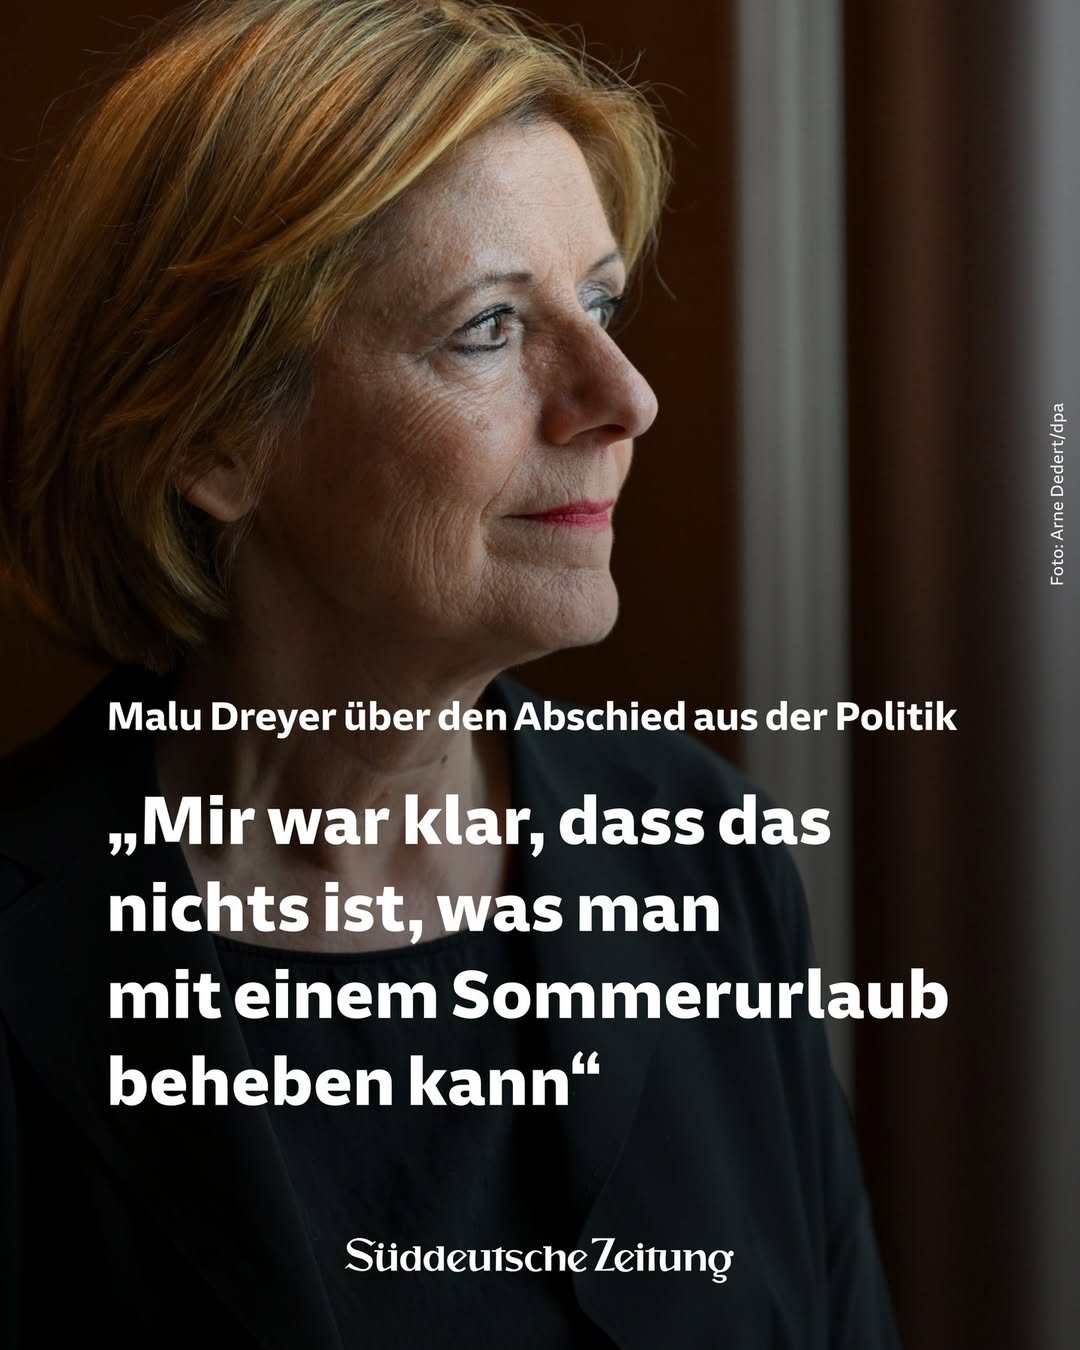 Foto: Arne Dedert/dpa
Malu Dreyer über den Abschied aus der Politik
„Mir war klar, dass das
nichts ist, was man
mit einem Sommerurlaub
beheben kann“
Süddeutsche Zeitung